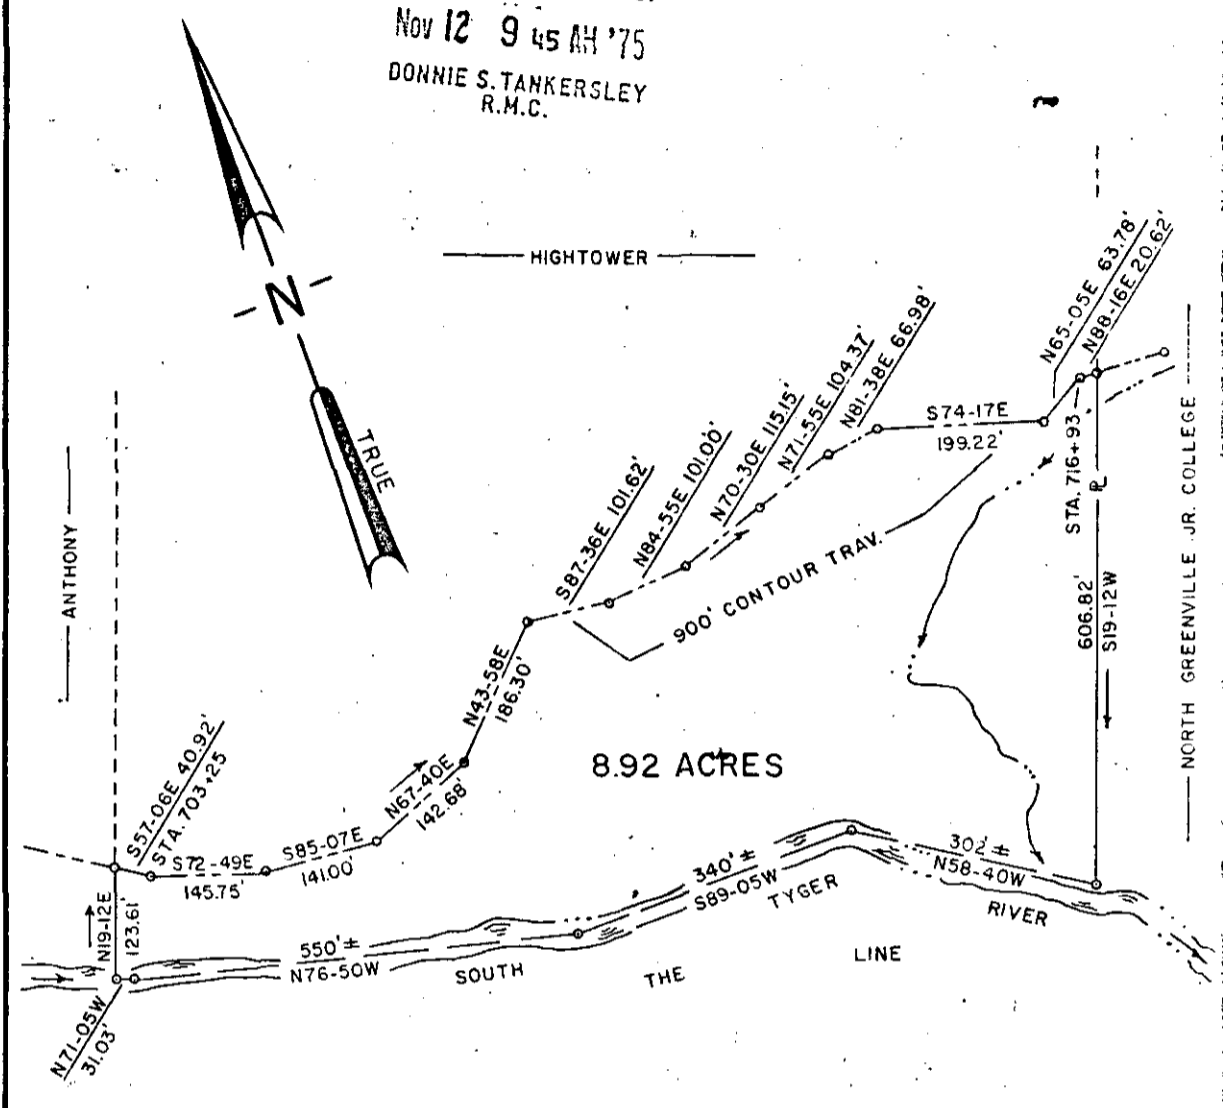 Nov 12 9 45 AH '75
DONNIE S. TANKERSLEY
R.M.C.
N
TRUE
HIGHTOWER
ANTHONY
NORTH GREENVILLE JR. COLLEGE
N65-05E 63.78'
N88-16E 20.62'
N81-38E 66.98'
N71-55E 104.37'
N70-30E 115.15'
N84-55E 101.00'
S87-36E 101.62'
S74-17E
199.22'
STA. 716+93
PL
606.82'
S19-12W
900' CONTOUR TRAV.
N43-58E
186.30'
8.92 ACRES
N67-40E
142.68'
S57-06E 40.92'
STA. 703+25
S72-49E
145.75'
S85-07E
141.00'
N19-12E
123.61'
N71-05W
31.03'
550' ±
N76-50W
340' ±
S89-05W
302' ±
N58-40W
SOUTH TYGER RIVER
THE LINE